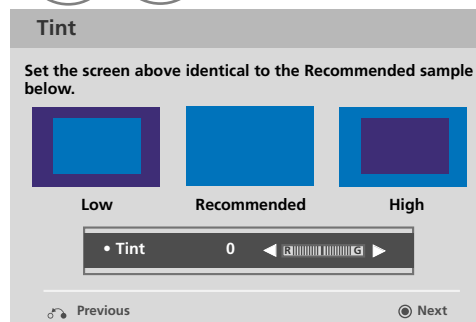 Tint
Set the screen above identical to the Recommended sample
below.
Low Recommended High
• Tint 0 ◀ R G ▶
Previous Next